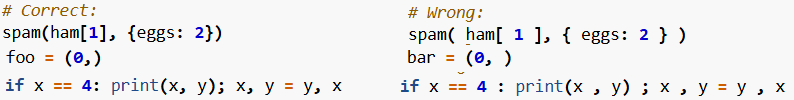 # Correct:
spam(ham[1], {eggs: 2})
foo = (0,)
if x == 4: print(x, y); x, y = y, x
# Wrong:
spam( ham[ 1 ], { eggs: 2 } )
bar = (0, )
if x == 4 : print(x , y) ; x , y = y , x